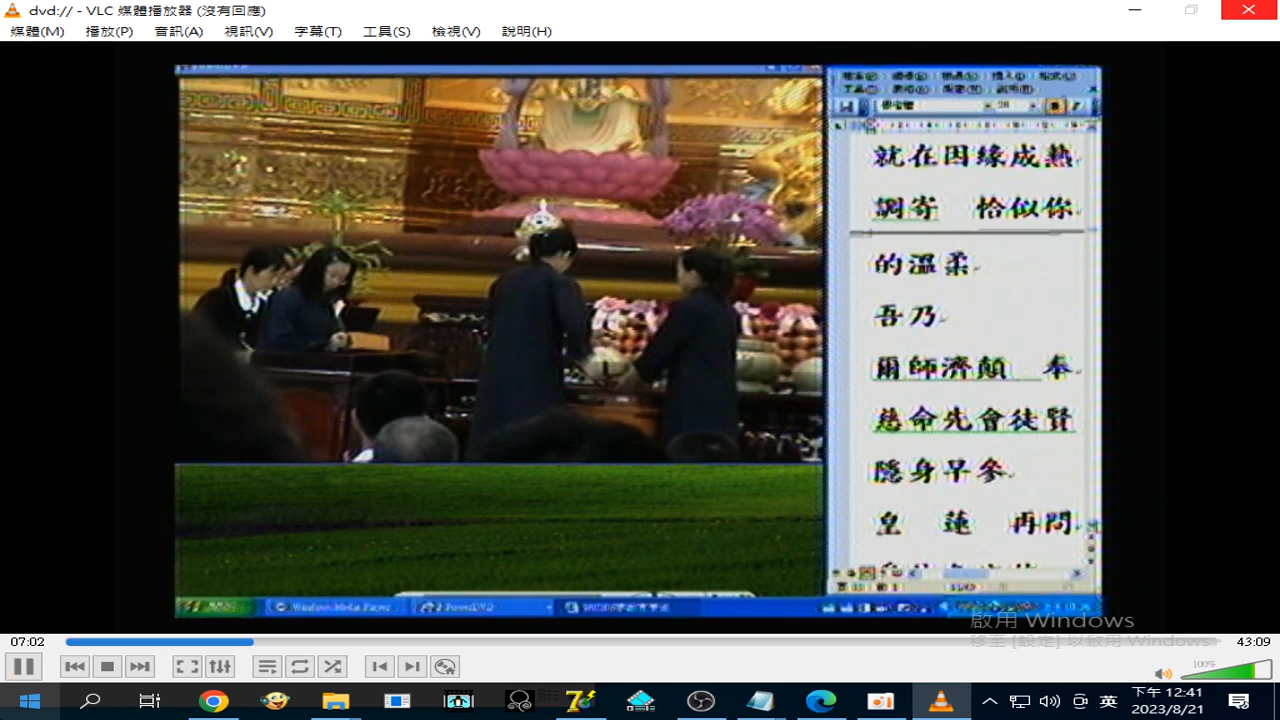 dvd:// - VLC 媒體播放器 (沒有回應)
媒體(M) 播放(P) 音訊(A) 視訊(V) 字幕(T) 工具(S) 檢視(V) 說明(H)
就在因緣成熟
調寄 恰似你
的溫柔
吾乃
爾師濟顛 奉
慈命先會徒賢
隱身早參
皇 蓮 再問
Windows Media Player
PowerDVD
啟用 Windows
移至 [設定] 以啟用 Windows。
07:02
43:09
100%
英
下午 12:41
2023/8/21